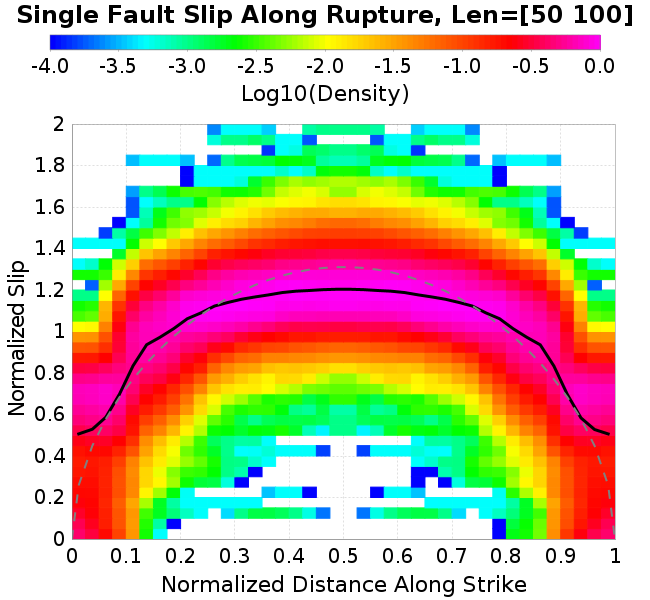 Single Fault Slip Along Rupture, Len=[50 100]
-4.0 -3.5 -3.0 -2.5 -2.0 -1.5 -1.0 -0.5 0.0
Log10(Density)
Normalized Slip
2
1.8
1.6
1.4
1.2
1
0.8
0.6
0.4
0.2
0
0 0.1 0.2 0.3 0.4 0.5 0.6 0.7 0.8 0.9 1
Normalized Distance Along Strike